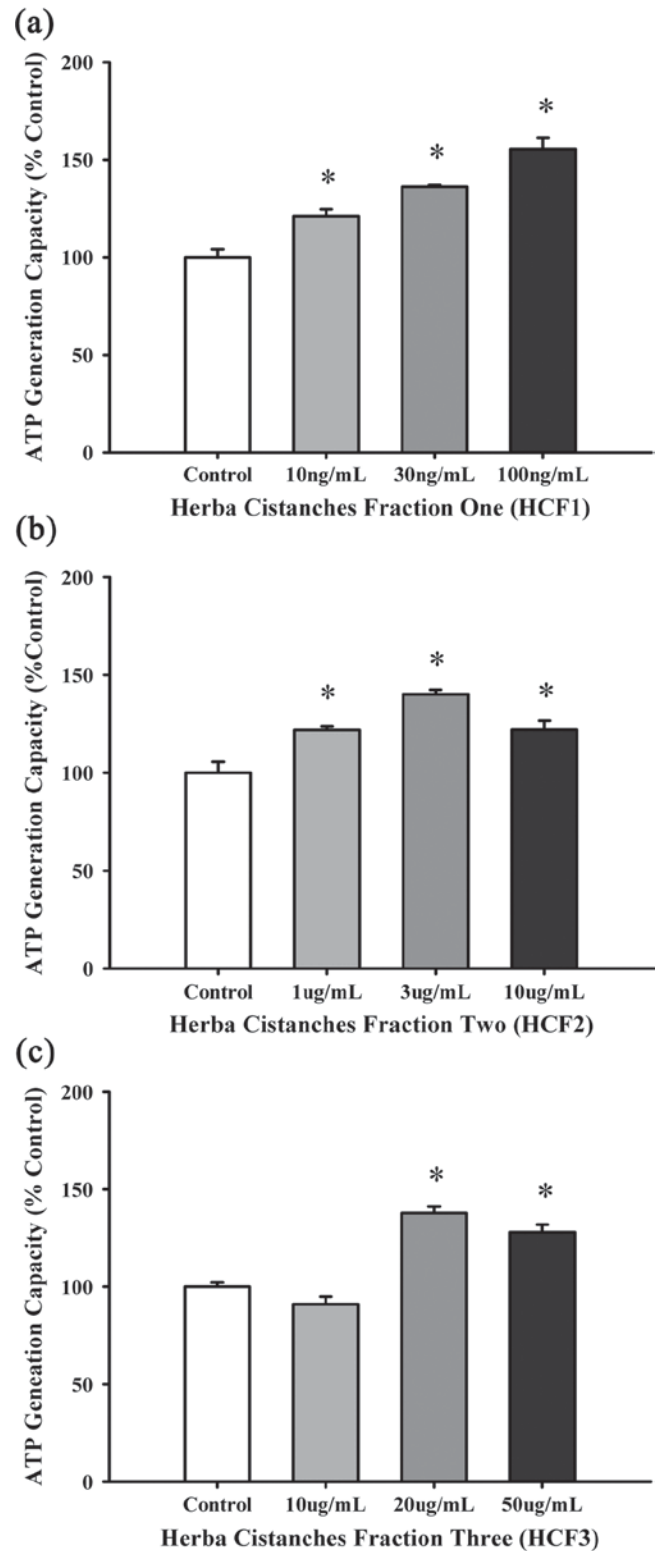 (a)
ATP Generation Capacity (% Control)
200
150
100
50
0
*
*
*
Control 10ng/mL 30ng/mL 100ng/mL
Herba Cistanches Fraction One (HCF1)
(b)
ATP Generation Capacity (%Control)
200
150
100
50
0
*
*
*
Control 1ug/mL 3ug/mL 10ug/mL
Herba Cistanches Fraction Two (HCF2)
(c)
ATP Geneation Capacity (% Control)
200
150
100
50
0
*
*
Control 10ug/mL 20ug/mL 50ug/mL
Herba Cistanches Fraction Three (HCF3)